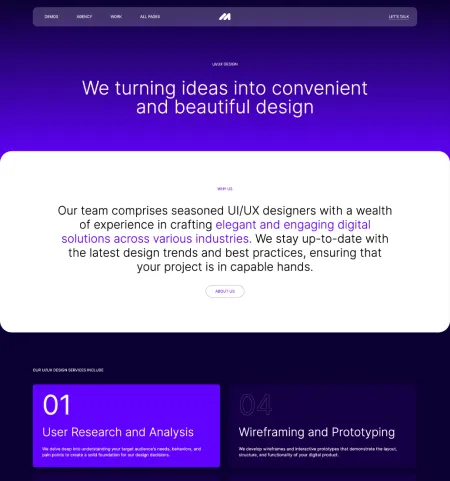 DEMOS AGENCY WORK ALL PAGES LET'S TALK
UI/UX DESIGN
We turning ideas into convenient
and beautiful design
WHY US
Our team comprises seasoned UI/UX designers with a wealth
of experience in crafting elegant and engaging digital
solutions across various industries. We stay up-to-date with
the latest design trends and best practices, ensuring that
your project is in capable hands.
ABOUT US
OUR UI/UX DESIGN SERVICES INCLUDE
01
User Research and Analysis
We delve deep into understanding your target audience's needs, behaviors, and
pain points to create a solid foundation for our design decisions.
04
Wireframing and Prototyping
We develop wireframes and interactive prototypes that demonstrate the layout,
structure, and functionality of your digital product.